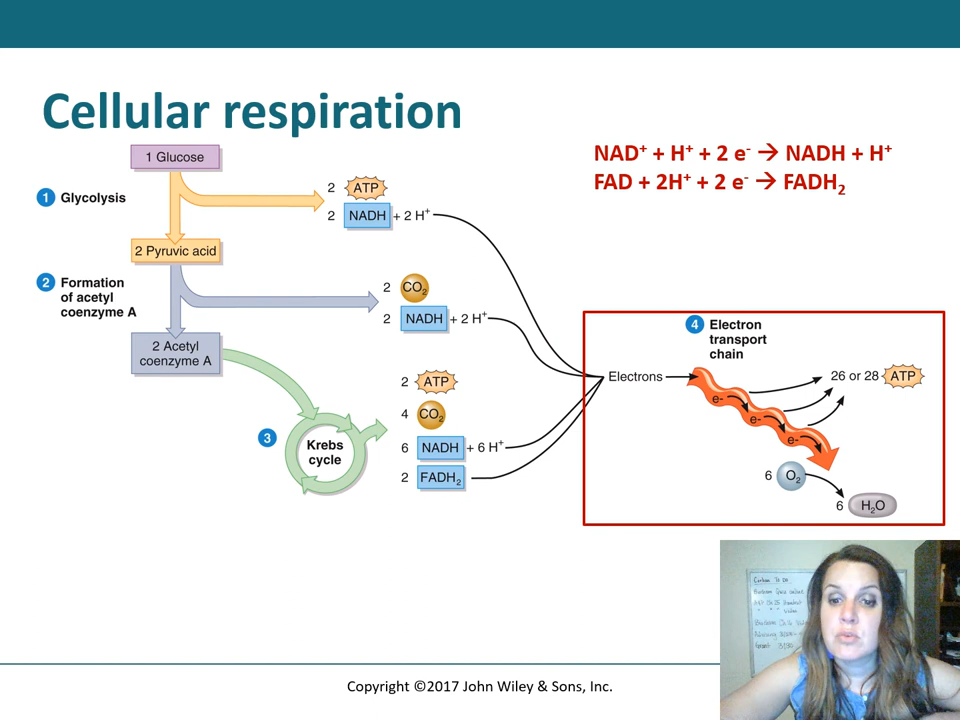 Cellular respiration
NAD⁺ + H⁺ + 2 e⁻ → NADH + H⁺
FAD + 2H⁺ + 2 e⁻ → FADH₂
1 Glucose
1 Glycolysis
2 ATP
2 NADH + 2 H⁺
2 Pyruvic acid
2 Formation
of acetyl
coenzyme A
2 CO₂
2 NADH + 2 H⁺
2 Acetyl
coenzyme A
3
Krebs
cycle
2 ATP
4 CO₂
6 NADH + 6 H⁺
2 FADH₂
Electrons
4 Electron
transport
chain
e-
e-
e-
26 or 28 ATP
6 O₂
6 H₂O
To Do
Copyright ©2017 John Wiley & Sons, Inc.